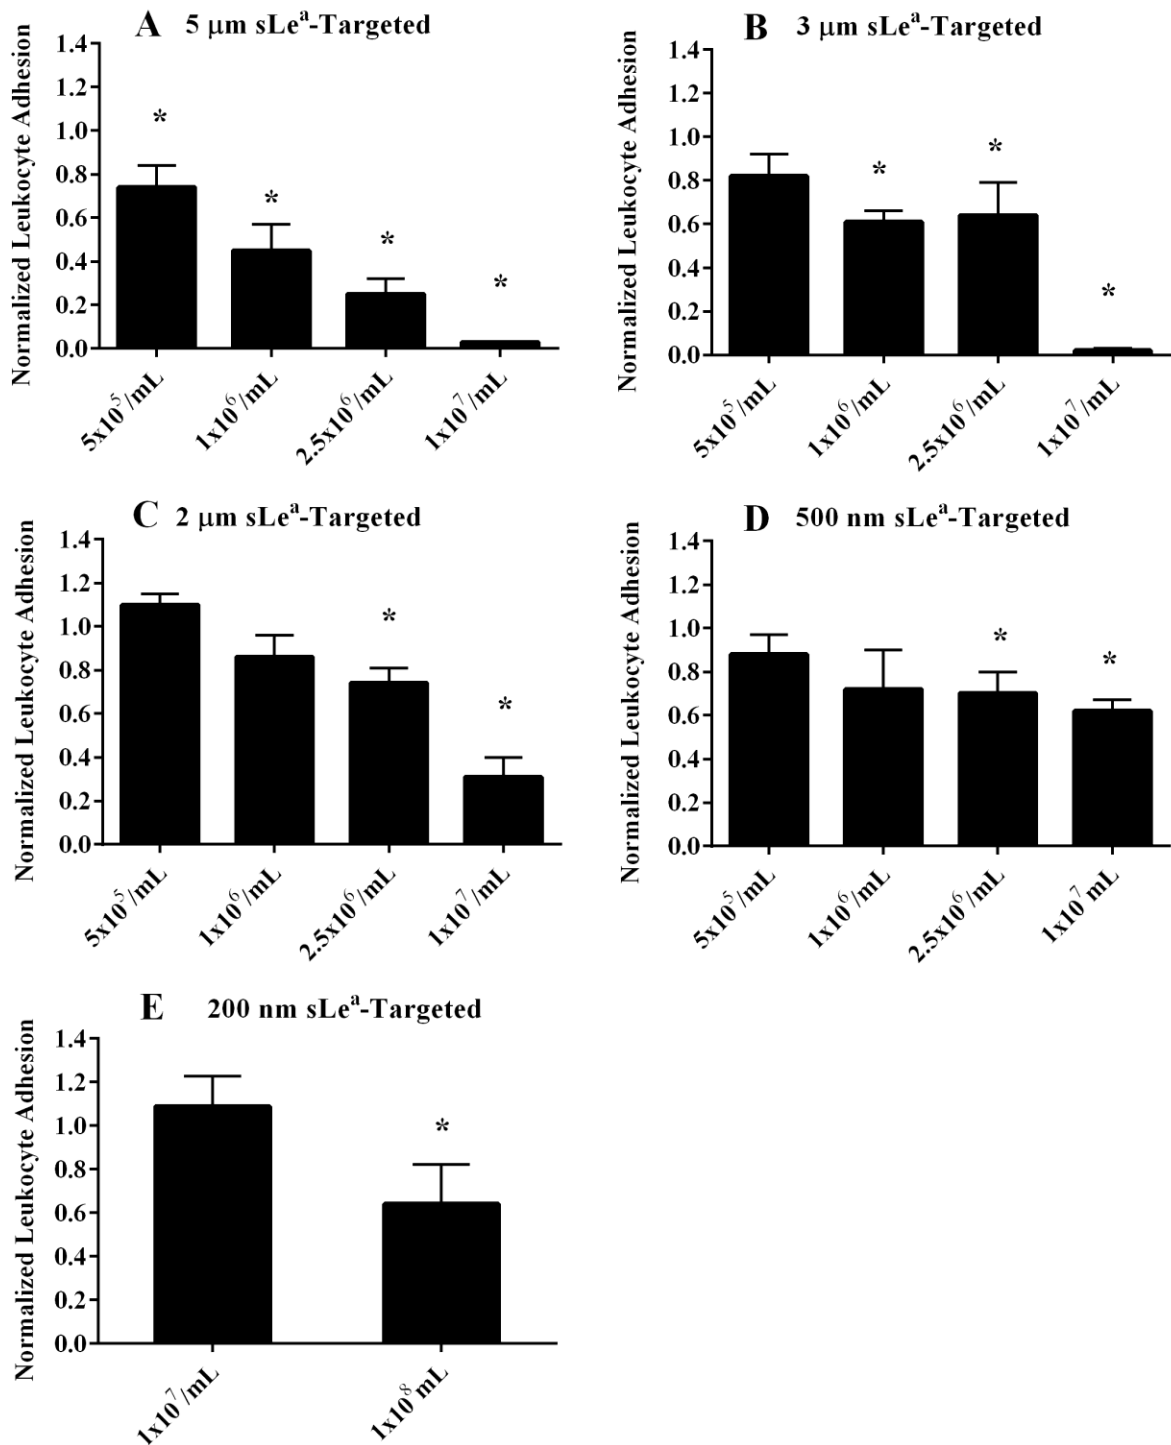 A 5 μm sLeᵃ-Targeted
Normalized Leukocyte Adhesion
1.4
1.2
1.0
0.8
0.6
0.4
0.2
0.0
*
*
*
*
5x10⁵/mL
1x10⁶/mL
2.5x10⁶/mL
1x10⁷/mL
B 3 μm sLeᵃ-Targeted
Normalized Leukocyte Adhesion
1.4
1.2
1.0
0.8
0.6
0.4
0.2
0.0
*
*
*
5x10⁵/mL
1x10⁶/mL
2.5x10⁶/mL
1x10⁷/mL
C 2 μm sLeᵃ-Targeted
Normalized Leukocyte Adhesion
1.4
1.2
1.0
0.8
0.6
0.4
0.2
0.0
*
*
5x10⁵/mL
1x10⁶/mL
2.5x10⁶/mL
1x10⁷/mL
D 500 nm sLeᵃ-Targeted
Normalized Leukocyte Adhesion
1.4
1.2
1.0
0.8
0.6
0.4
0.2
0.0
*
*
5x10⁵/mL
1x10⁶/mL
2.5x10⁶/mL
1x10⁷ mL
E 200 nm sLeᵃ-Targeted
Normalized Leukocyte Adhesion
1.4
1.2
1.0
0.8
0.6
0.4
0.2
0.0
*
1x10⁷/mL
1x10⁸ mL